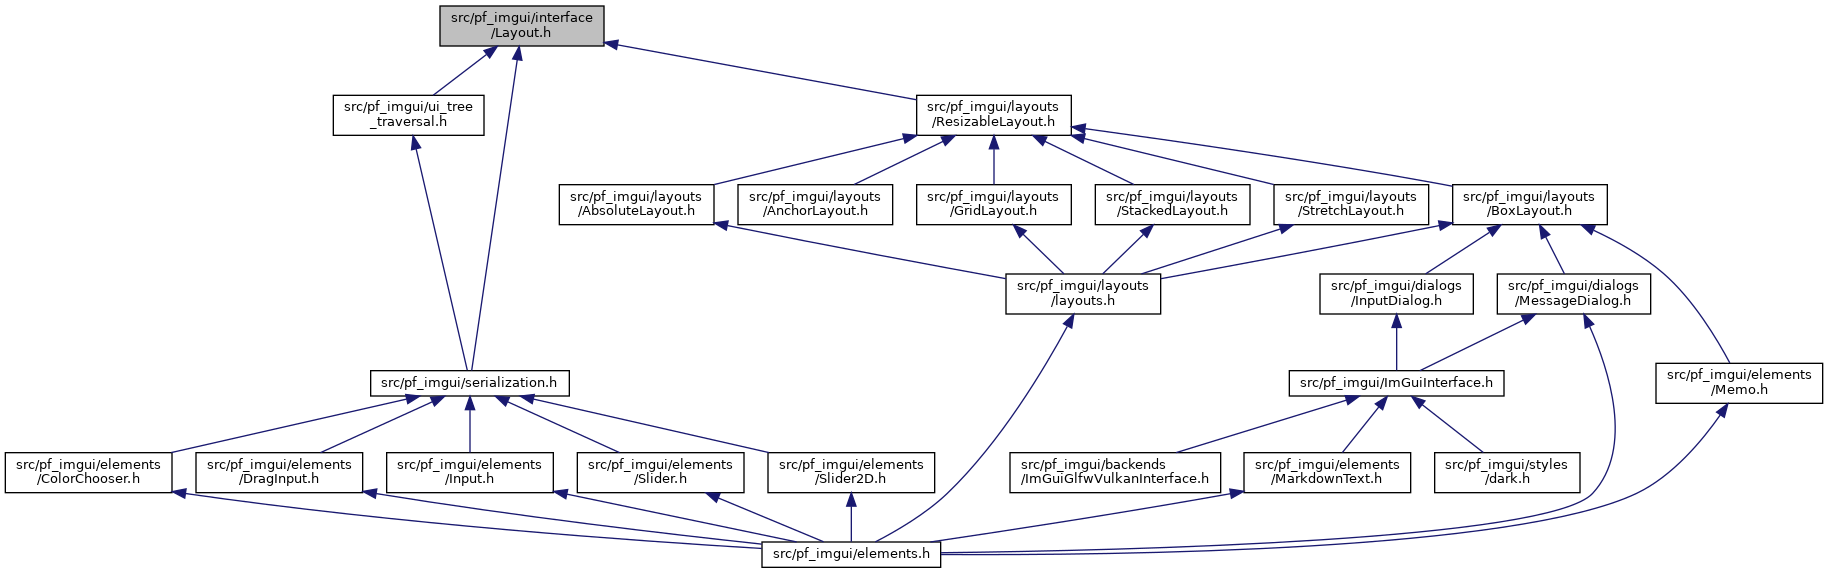 src/pf_imgui/interface
/Layout.h
src/pf_imgui/ui_tree
_traversal.h
src/pf_imgui/layouts
/ResizableLayout.h
src/pf_imgui/layouts
/AbsoluteLayout.h
src/pf_imgui/layouts
/AnchorLayout.h
src/pf_imgui/layouts
/GridLayout.h
src/pf_imgui/layouts
/StackedLayout.h
src/pf_imgui/layouts
/StretchLayout.h
src/pf_imgui/layouts
/BoxLayout.h
src/pf_imgui/layouts
/layouts.h
src/pf_imgui/dialogs
/InputDialog.h
src/pf_imgui/dialogs
/MessageDialog.h
src/pf_imgui/serialization.h
src/pf_imgui/ImGuiInterface.h
src/pf_imgui/elements
/Memo.h
src/pf_imgui/elements
/ColorChooser.h
src/pf_imgui/elements
/DragInput.h
src/pf_imgui/elements
/Input.h
src/pf_imgui/elements
/Slider.h
src/pf_imgui/elements
/Slider2D.h
src/pf_imgui/backends
/ImGuiGlfwVulkanInterface.h
src/pf_imgui/elements
/MarkdownText.h
src/pf_imgui/styles
/dark.h
src/pf_imgui/elements.h